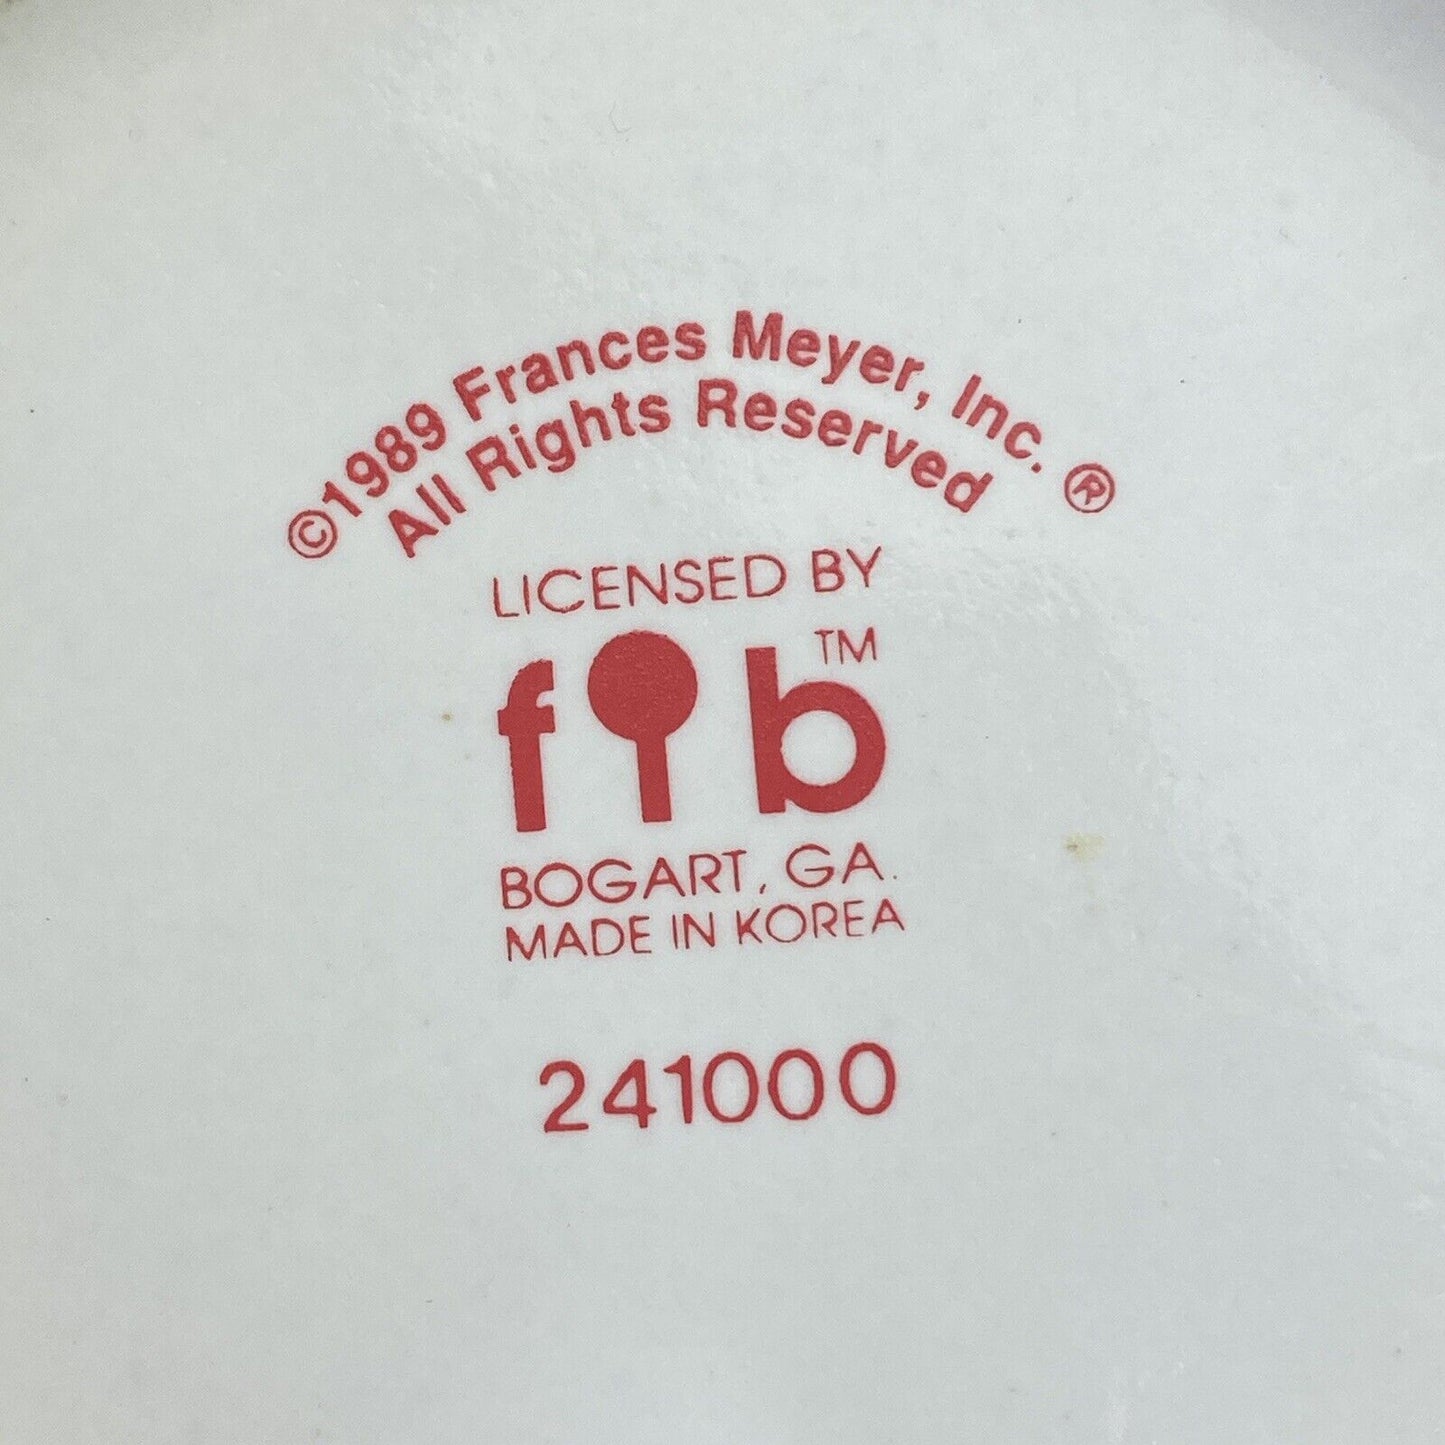 ©1989 Frances Meyer, Inc. ®
All Rights Reserved
LICENSED BY
fib™
BOGART, GA.
MADE IN KOREA
241000